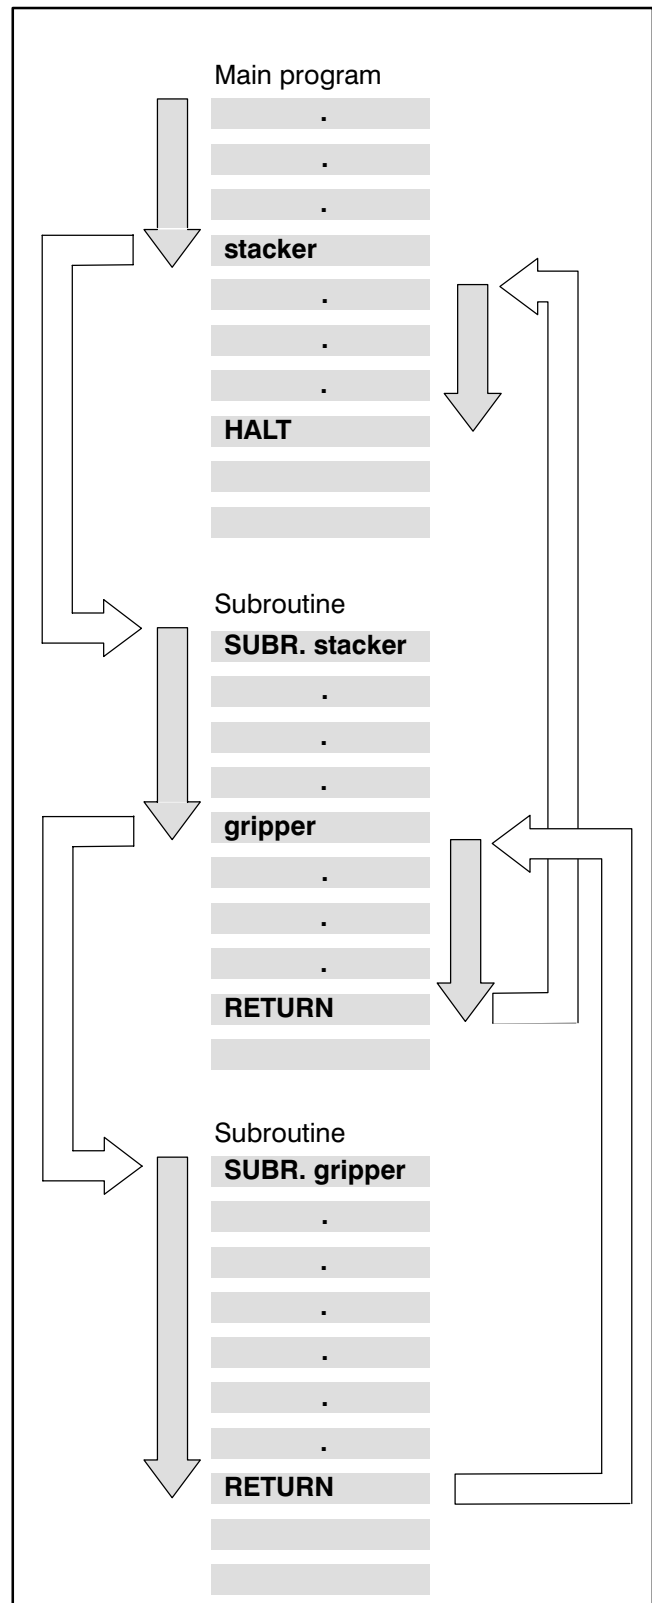 Main program
.
.
.
stacker
.
.
.
HALT
Subroutine
SUBR. stacker
.
.
.
gripper
.
.
.
RETURN
Subroutine
SUBR. gripper
.
.
.
.
.
.
RETURN